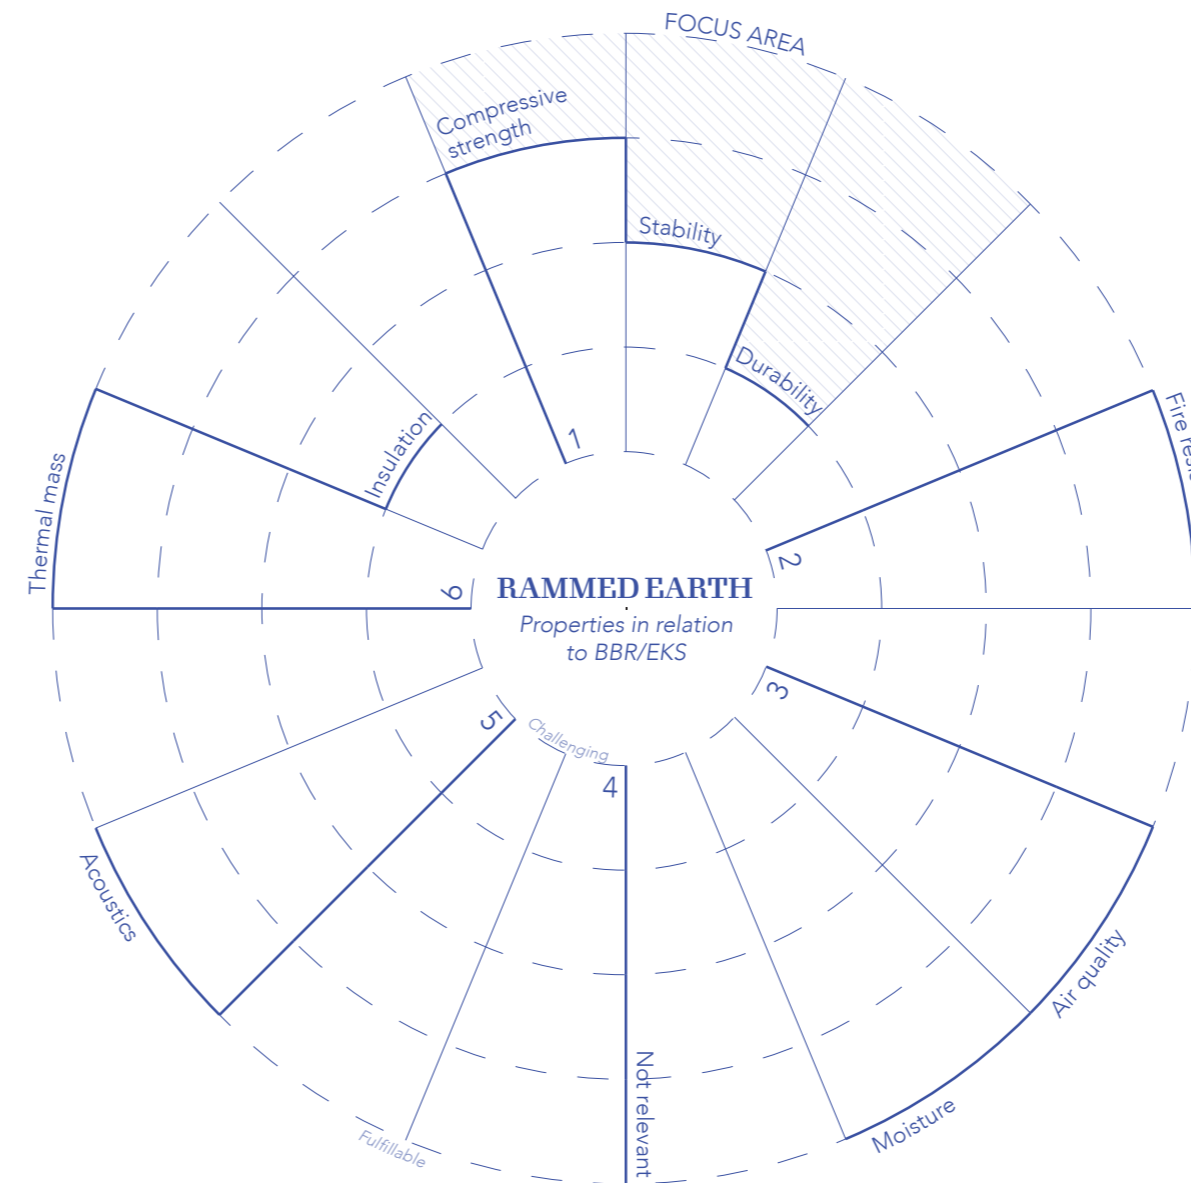 FOCUS AREA
Compressive
strength
Stability
Durability
Insulation
Thermal mass
Fire
1
2
3
4
5
6
RAMMED EARTH
Properties in relation
to BBR/EKS
Challenging
Acoustics
Air quality
Moisture
Not relevant
Fulfillable